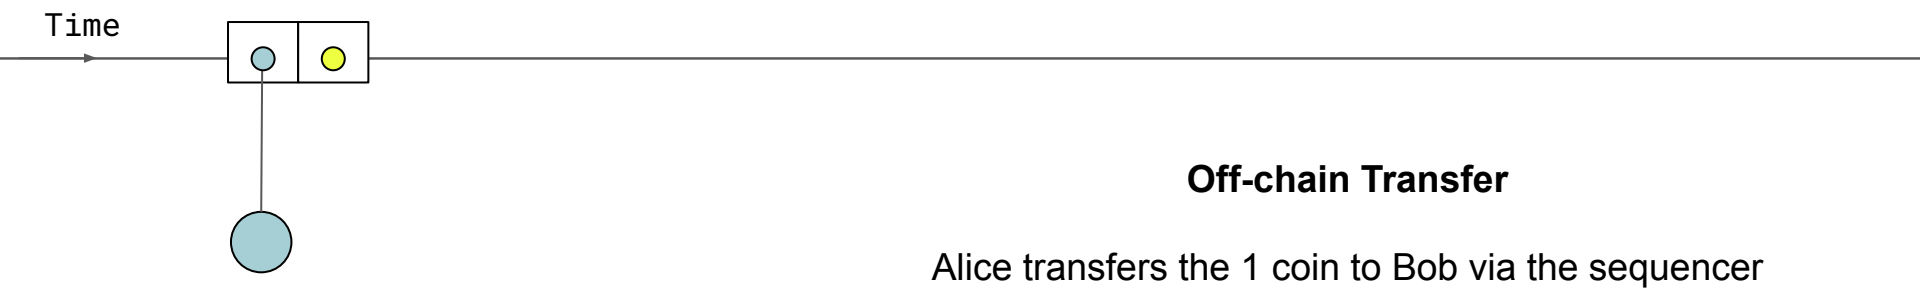 Time
Off-chain Transfer
Alice transfers the 1 coin to Bob via the sequencer